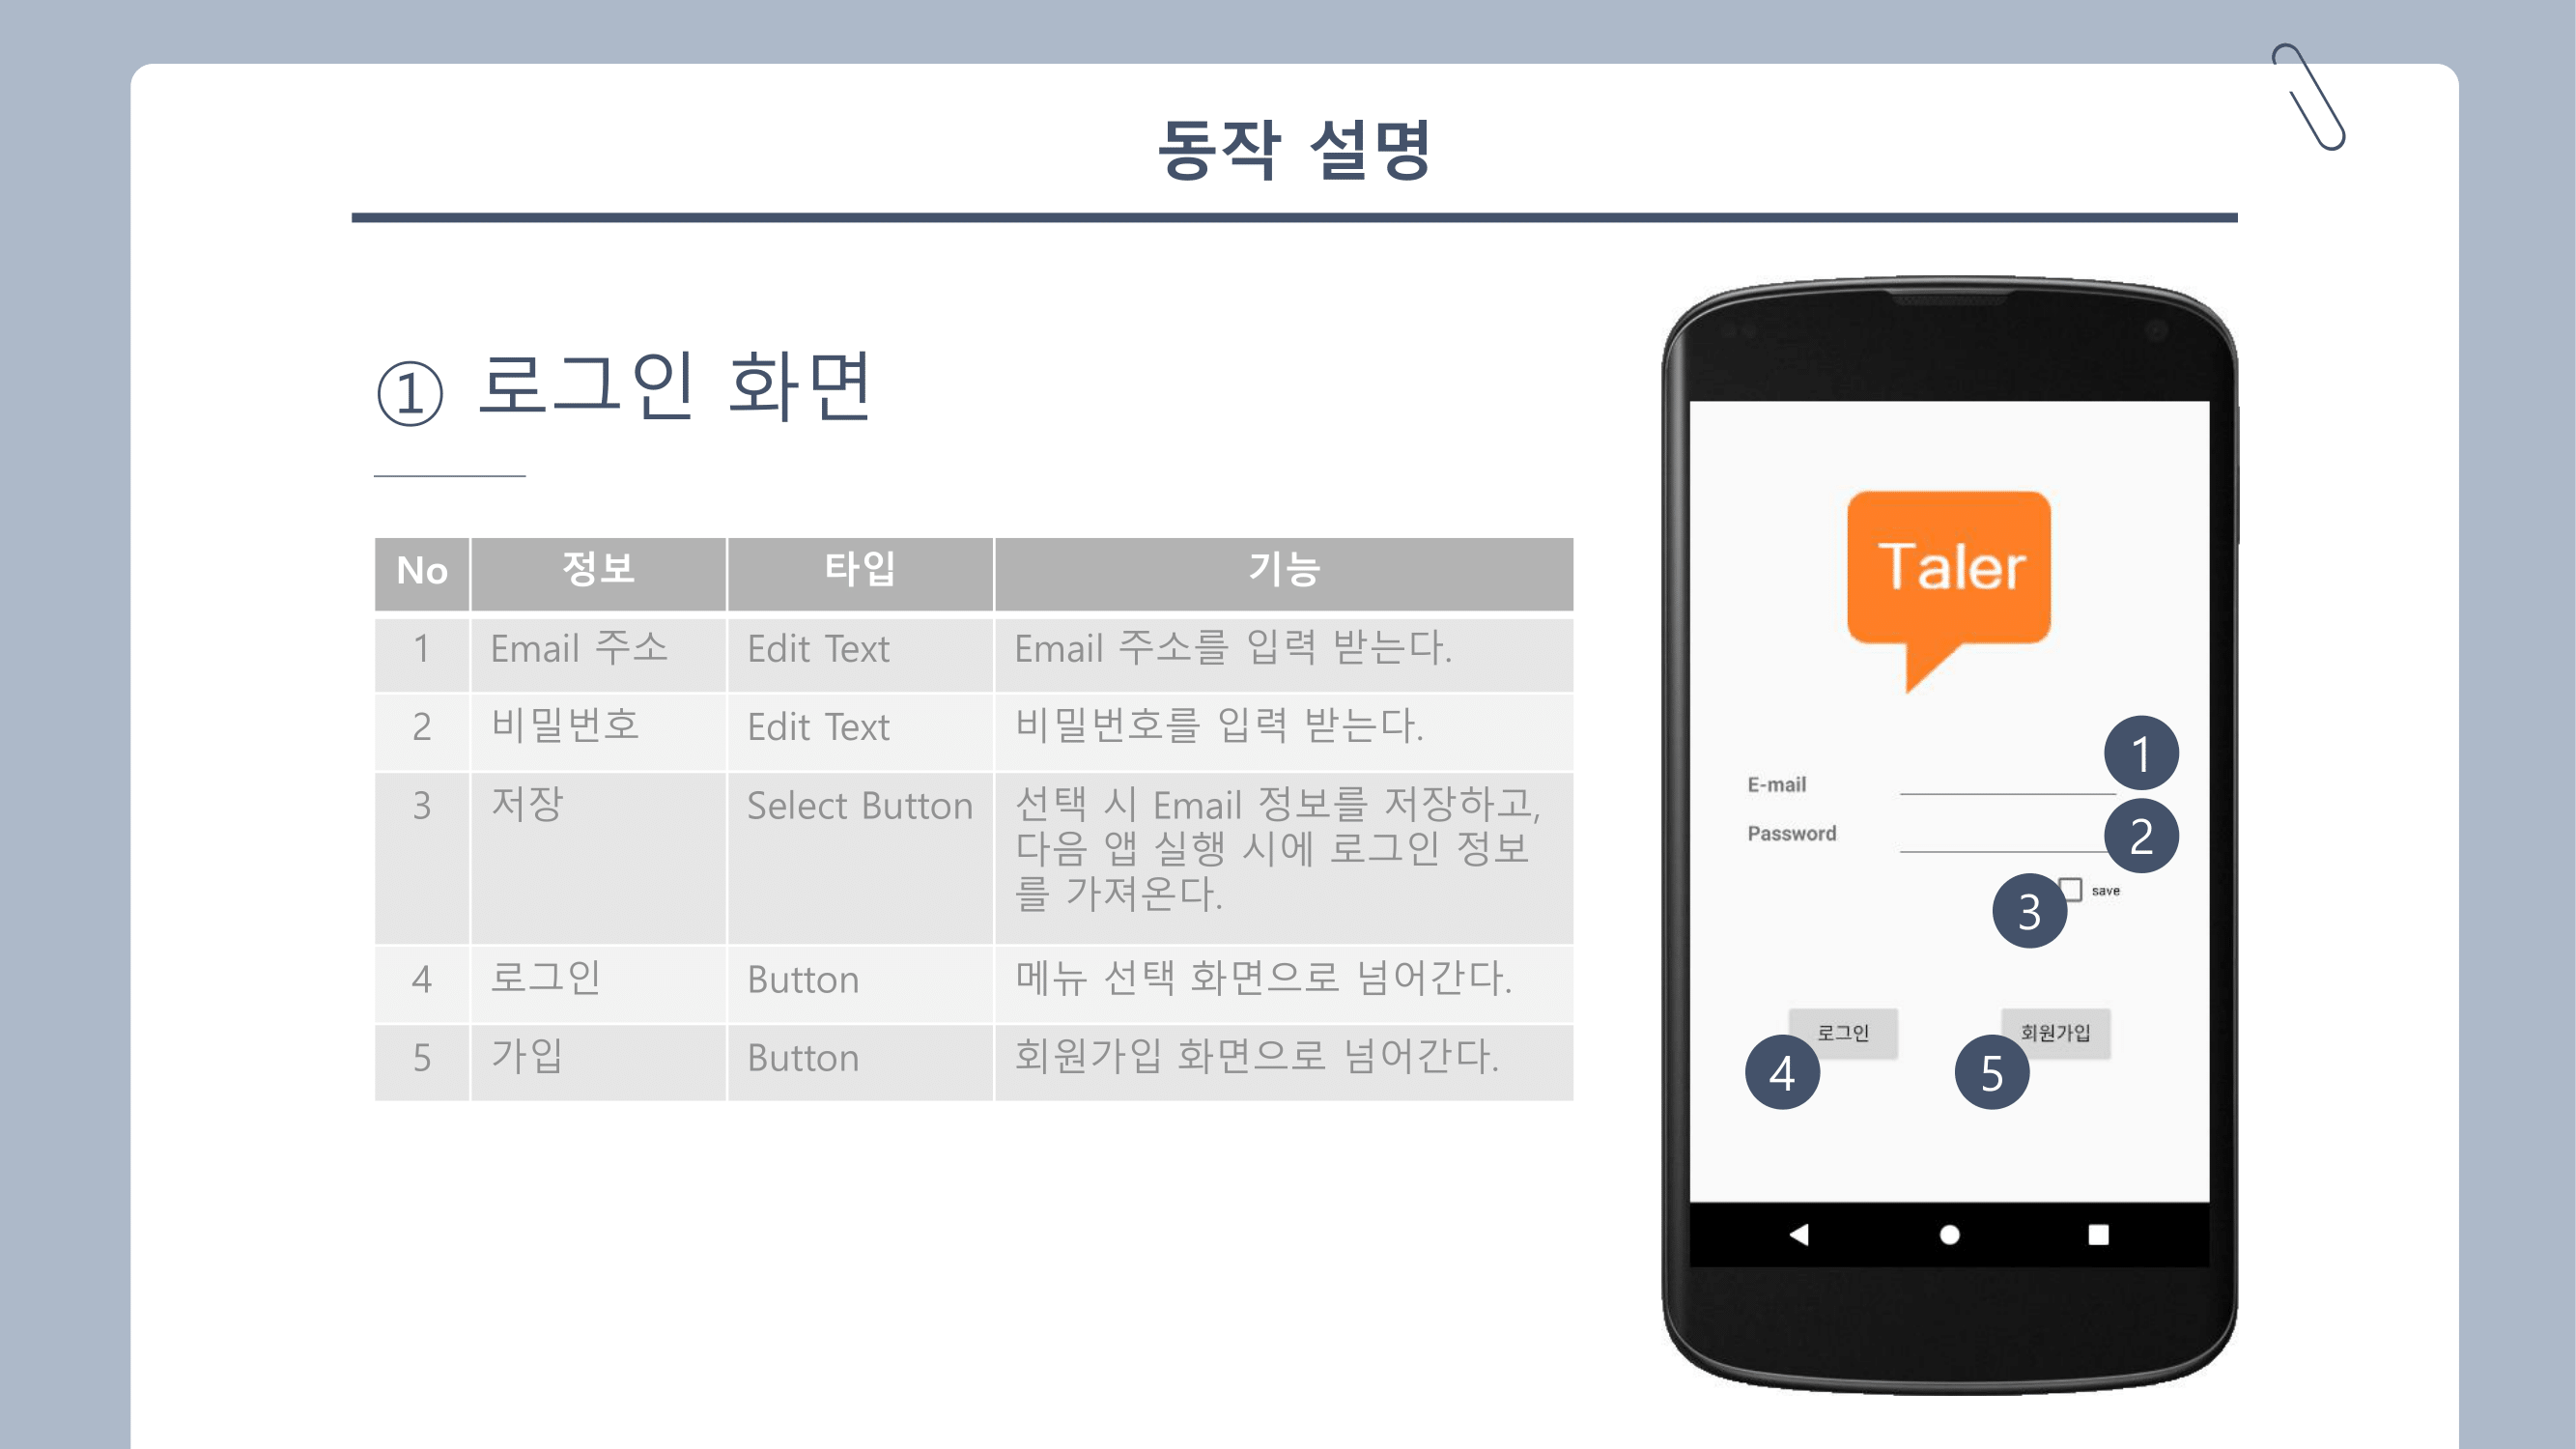 동작 설명
① 로그인 화면
No 정보 타입 기능
1 Email 주소 Edit Text Email 주소를 입력 받는다.
2 비밀번호 Edit Text 비밀번호를 입력 받는다.
3 저장 Select Button 선택 시 Email 정보를 저장하고,
다음 앱 실행 시에 로그인 정보
를 가져온다.
4 로그인 Button 메뉴 선택 화면으로 넘어간다.
5 가입 Button 회원가입 화면으로 넘어간다.
Taler
1
E-mail
Password
2
save
3
로그인
회원가입
4
5